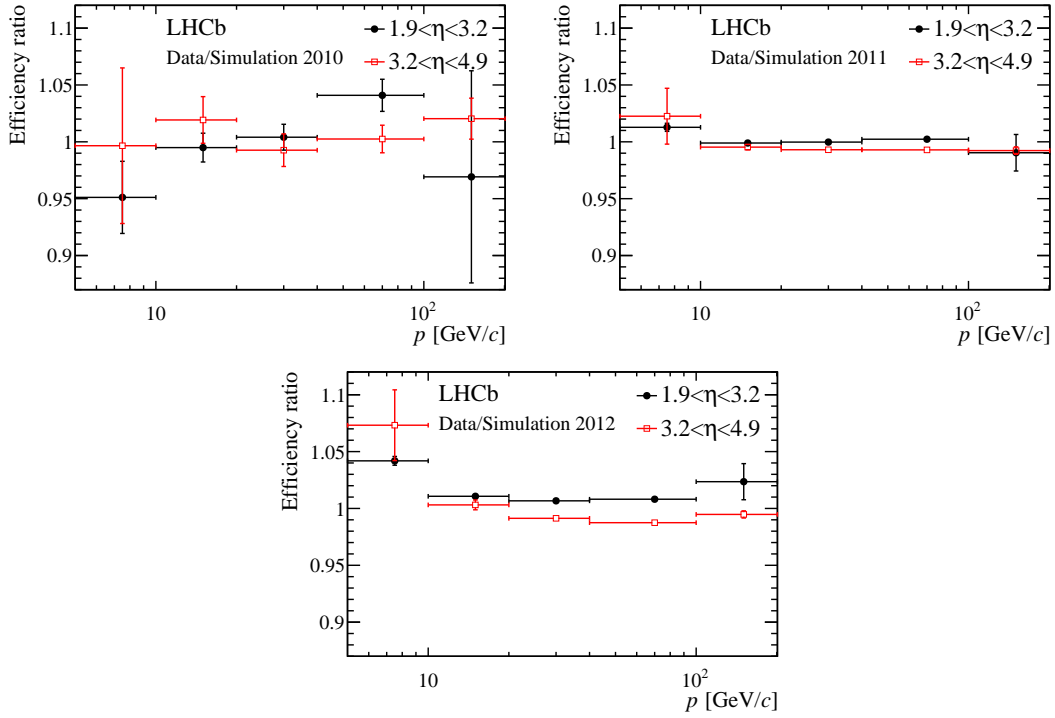 Efficiency ratio
1.1
1.05
1
0.95
0.9
LHCb
Data/Simulation 2010
1.9<η<3.2
3.2<η<4.9
10
10²
p [GeV/c]
Efficiency ratio
1.1
1.05
1
0.95
0.9
LHCb
Data/Simulation 2011
1.9<η<3.2
3.2<η<4.9
10
10²
p [GeV/c]
Efficiency ratio
1.1
1.05
1
0.95
0.9
LHCb
Data/Simulation 2012
1.9<η<3.2
3.2<η<4.9
10
10²
p [GeV/c]